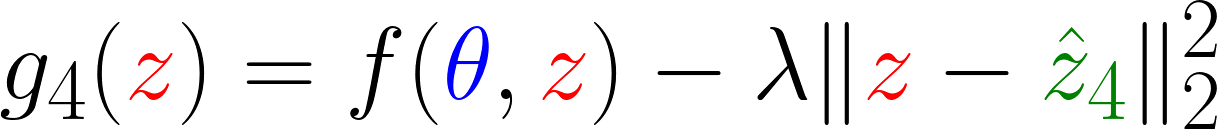 g₄(z) = f(θ, z) − λ‖z − ẑ₄‖₂²